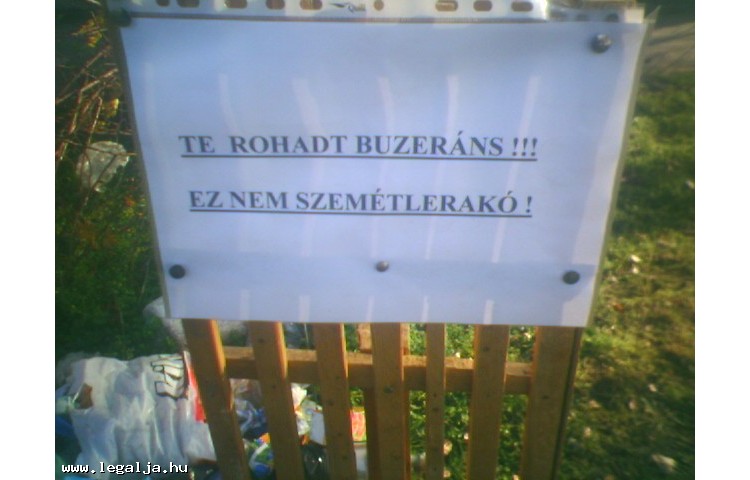 TE ROHADT BUZERÁNS !!!
EZ NEM SZEMÉTLERAKÓ !
www.legalja.hu